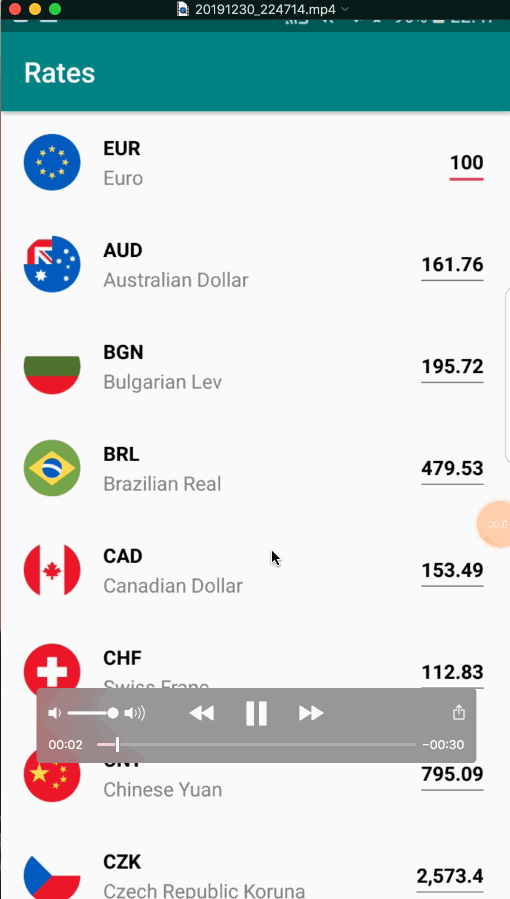 20191230_224714.mp4
Rates
EUR
Euro
100
AUD
Australian Dollar
161.76
BGN
Bulgarian Lev
195.72
BRL
Brazilian Real
479.53
CAD
Canadian Dollar
153.49
CHF
Swiss Franc
112.83
00:02
-00:30
CNY
Chinese Yuan
795.09
CZK
Czech Republic Koruna
2,573.4